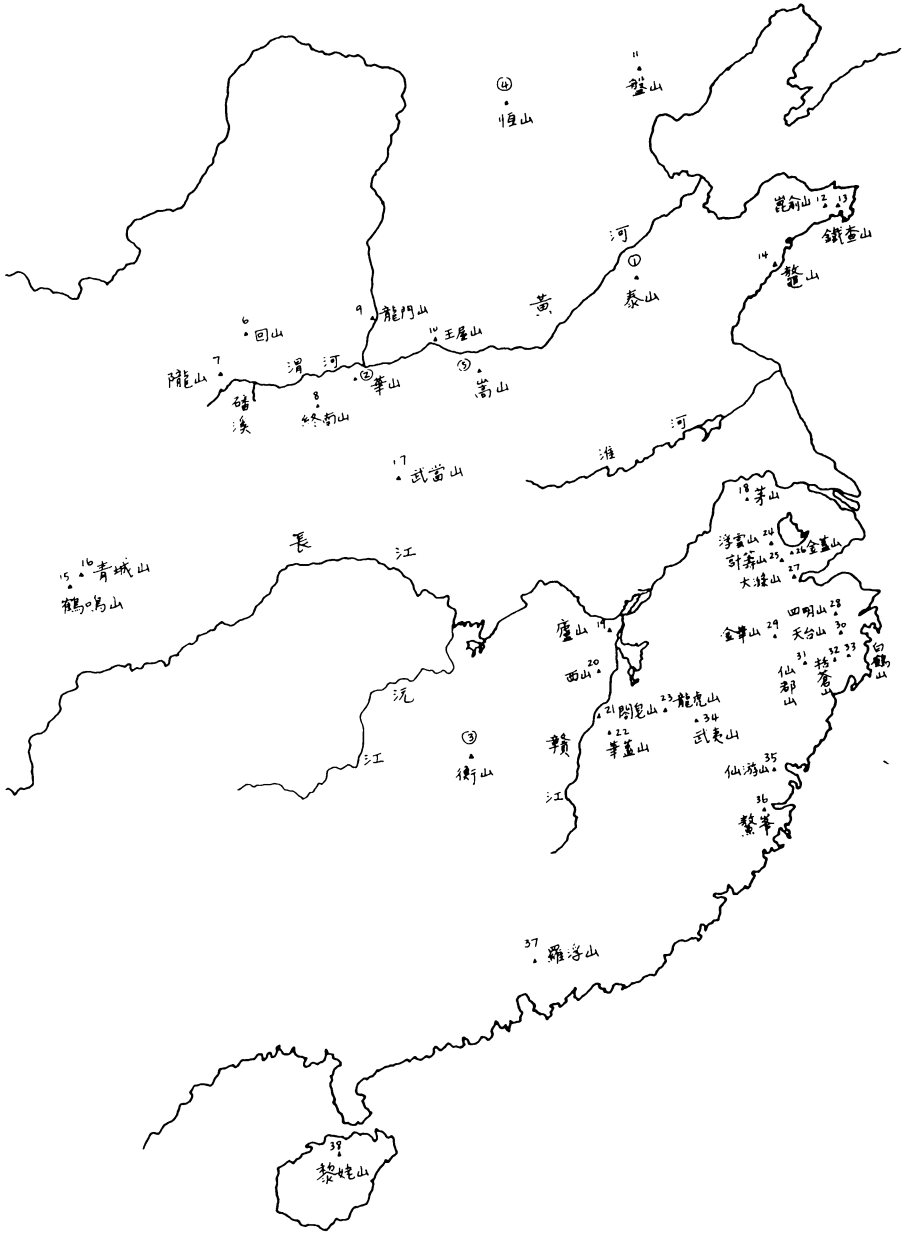 11
盤山
④
恆山
崑俞山 12
13
鐵查山
14
鼇山
河
①
泰山
黃
9 龍門山
10 王屋山
6
回山
7
隴山
渭 河
②
華山
⑤
嵩山
磻
溪
8
終南山
淮
河
17
武當山
18 茅山
長
江
浮雲山 24
計籌山 25
26 金蓋山
大滌山 27
15
16 青城山
鶴鳴山
四明山 28
金華山 29
天台山 30
廬山 19
31
仙都山
32
括蒼山
33
白鶴山
西山 20
沅
江
21 閤皂山
23 龍虎山
22
華蓋山
34
武夷山
③
衡山
贛
江
仙游山 35
36
鰲峯
37
羅浮山
38
黎姥山